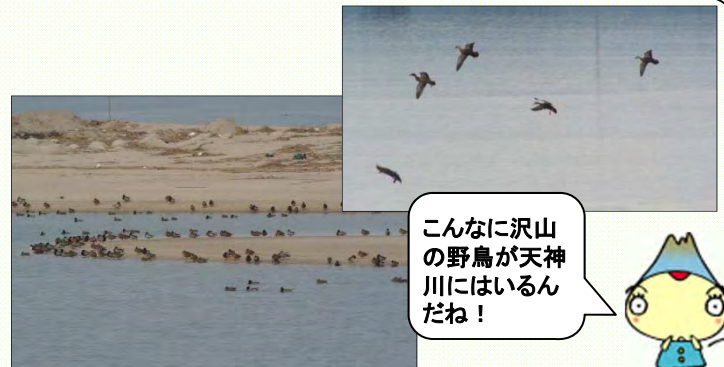 こんなに沢山
の野鳥が天神
川にはいるん
だね！